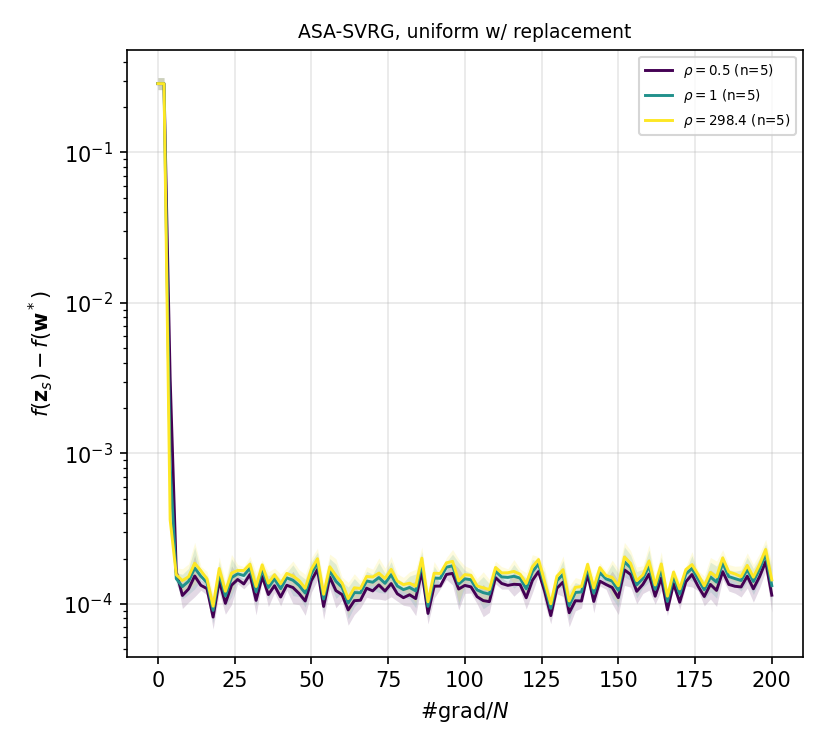 ASA-SVRG, uniform w/ replacement
ρ = 0.5 (n=5)
ρ = 1 (n=5)
ρ = 298.4 (n=5)
10⁻¹
10⁻²
10⁻³
10⁻⁴
f(z_s) − f(w*)
0 25 50 75 100 125 150 175 200
#grad/N